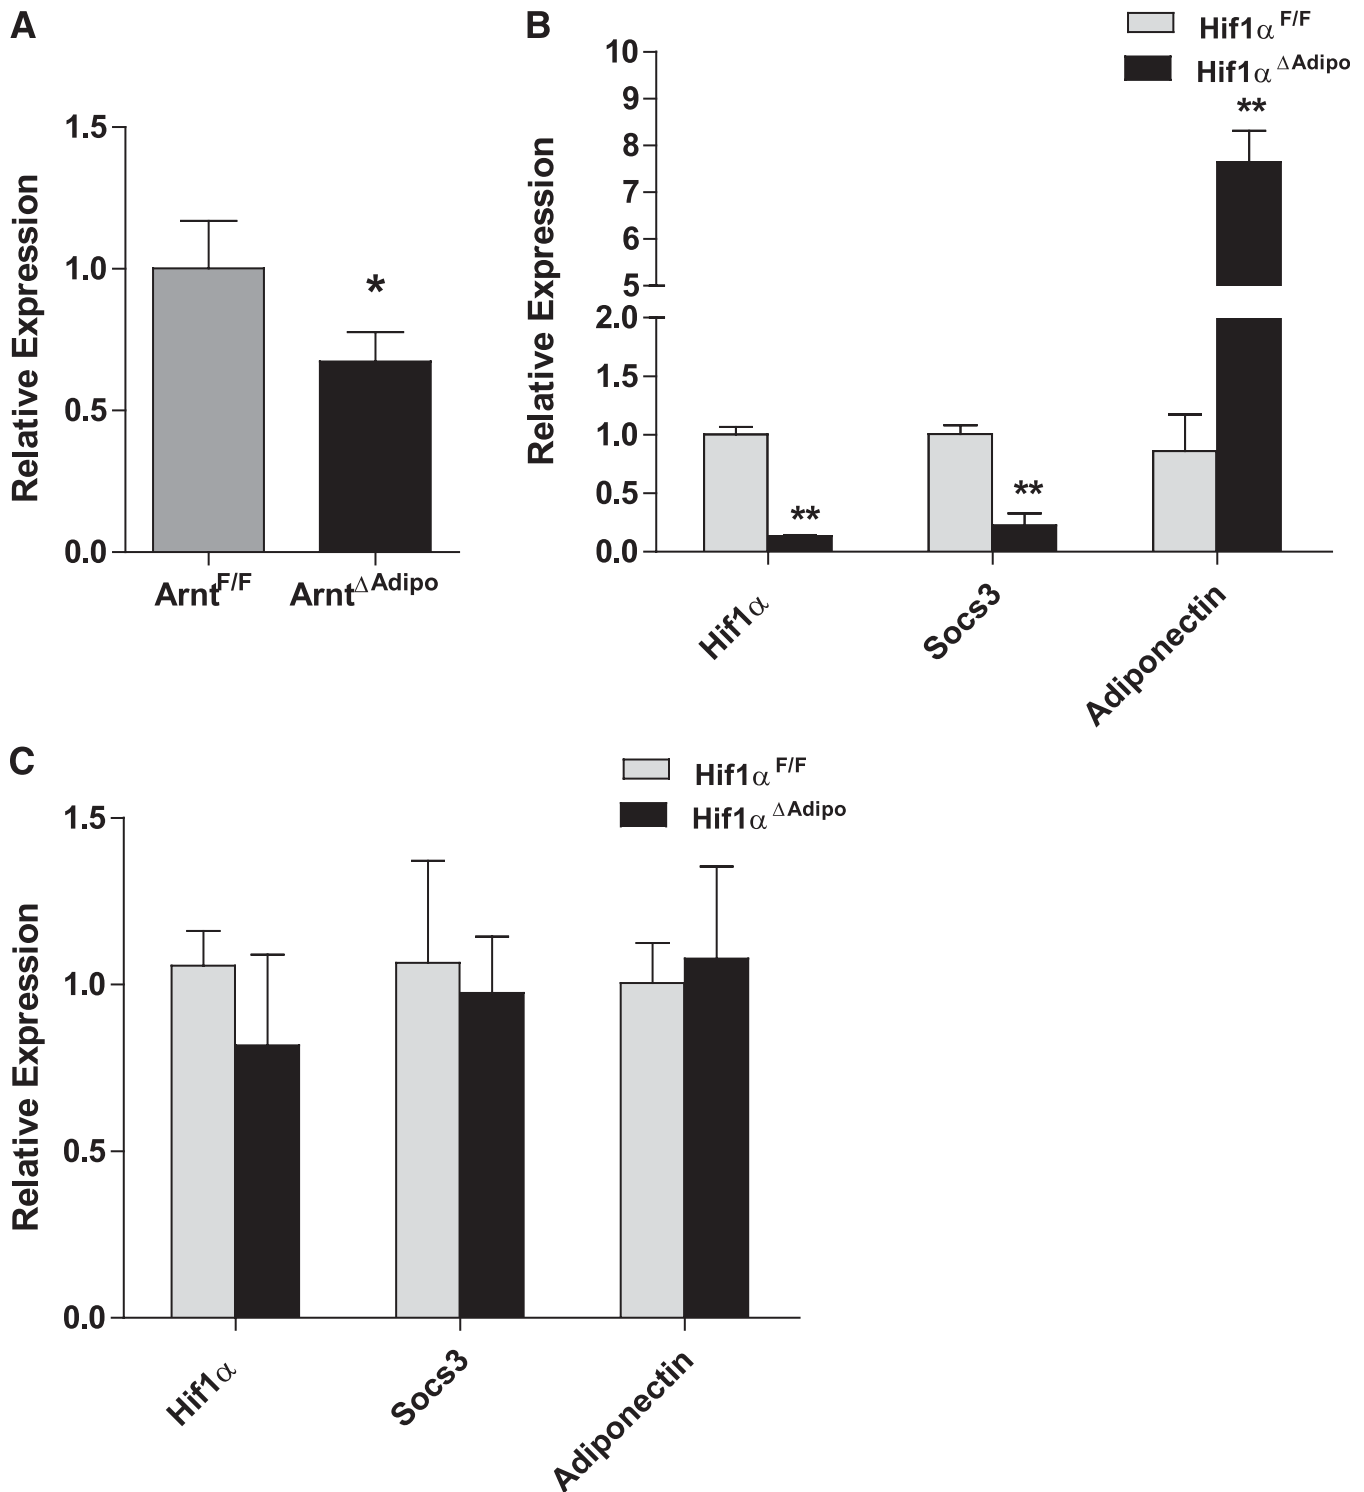 A
Relative Expression
1.5
1.0
0.5
0.0
*
Arnt^F/F Arnt^ΔAdipo
B
Hif1α^F/F
Hif1α^ΔAdipo
Relative Expression
10
9
8
7
6
5
2.0
1.5
1.0
0.5
0.0
**
**
**
Hif1α
Socs3
Adiponectin
C
Hif1α^F/F
Hif1α^ΔAdipo
Relative Expression
1.5
1.0
0.5
0.0
Hif1α
Socs3
Adiponectin